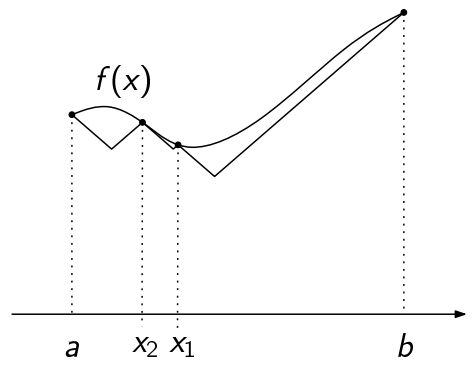 f(x)
a x₂ x₁ b